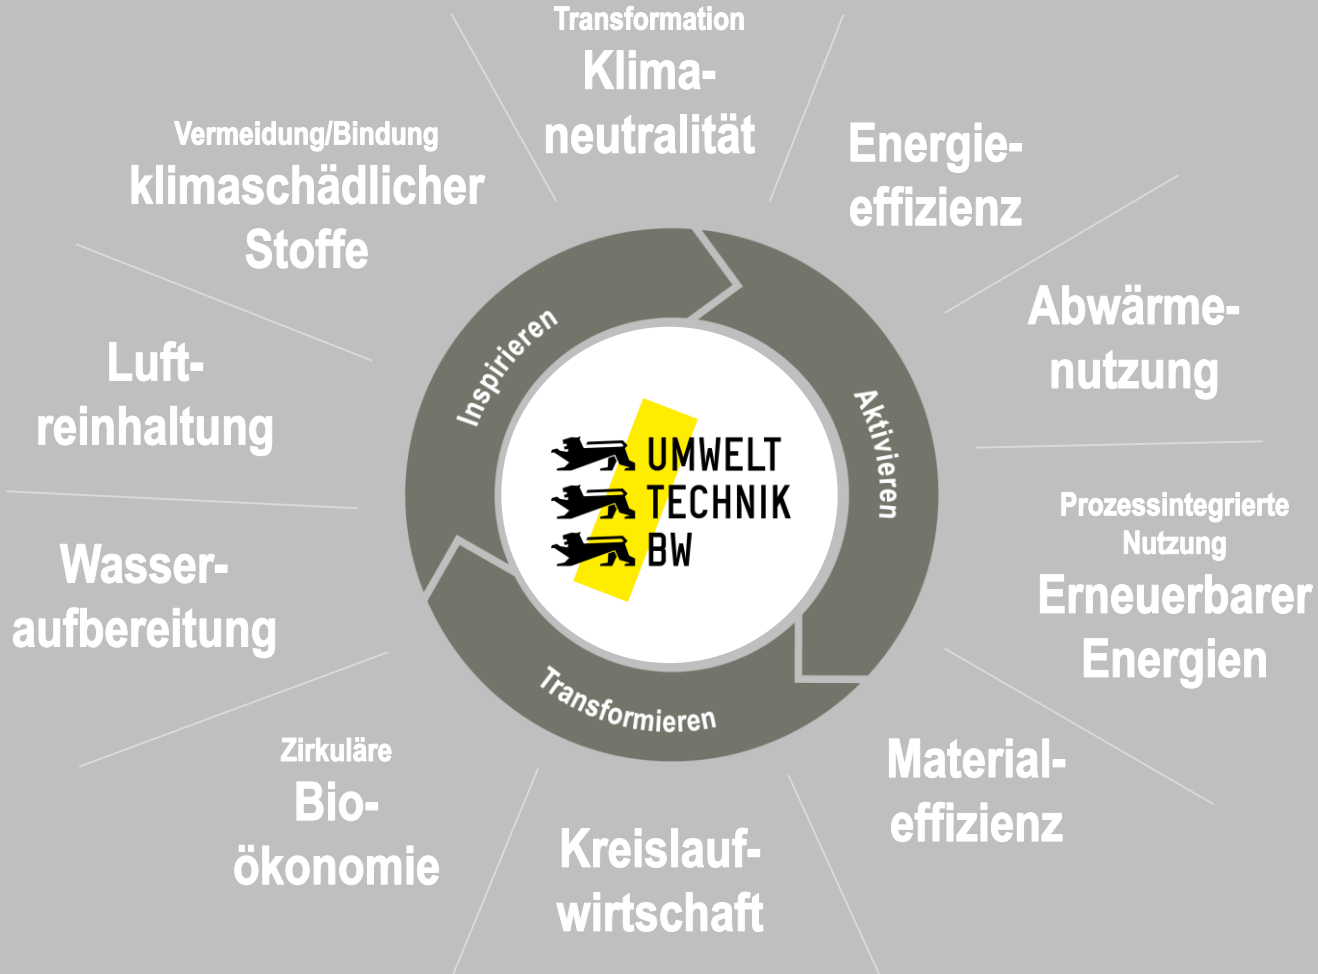 Transformation
Klima-
neutralität
Energie-
effizienz
Abwärme-
nutzung
Prozessintegrierte
Nutzung
Erneuerbarer
Energien
Material-
effizienz
Kreislauf-
wirtschaft
Zirkuläre
Bio-
ökonomie
Wasser-
aufbereitung
Luft-
reinhaltung
Vermeidung/Bindung
klimaschädlicher
Stoffe
Inspirieren
Aktivieren
Transformieren
UMWELT
TECHNIK
BW